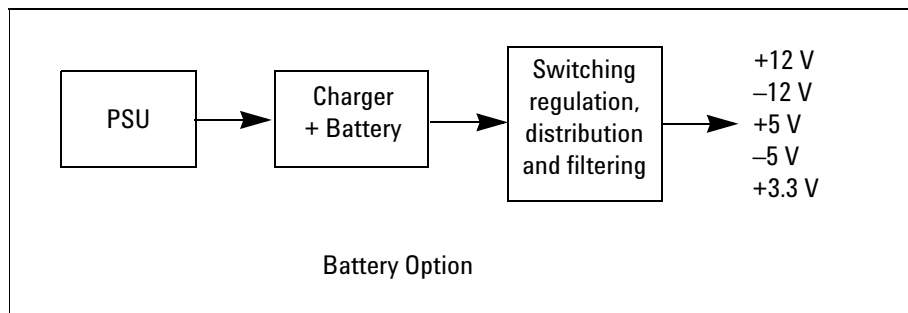 PSU
Charger
+ Battery
Switching
regulation,
distribution
and filtering
+12 V
–12 V
+5 V
–5 V
+3.3 V
Battery Option